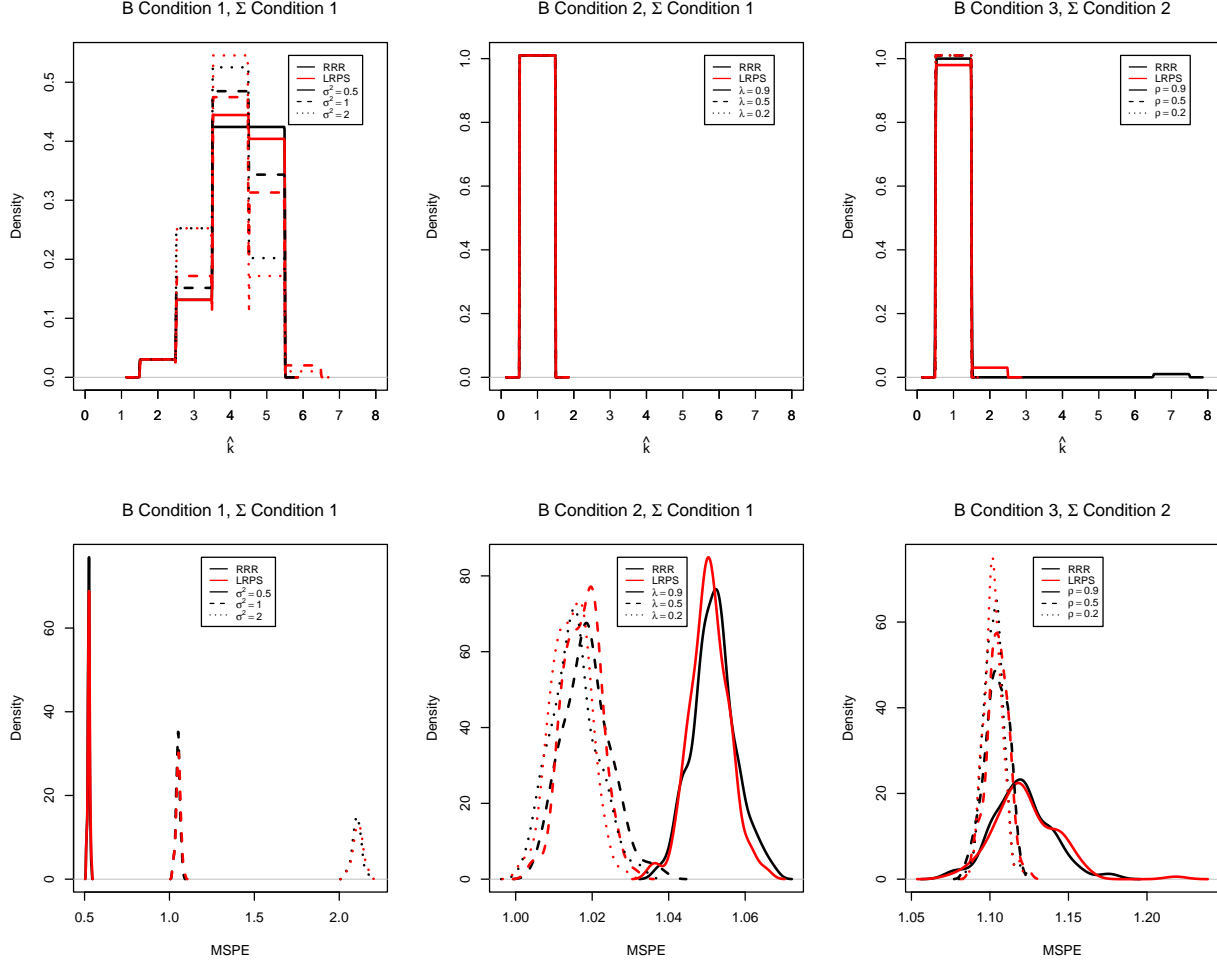 B Condition 1, Σ Condition 1
Density
0.0 0.1 0.2 0.3 0.4 0.5
RRR
LRPS
σ² = 0.5
σ² = 1
σ² = 2
0 1 2 3 4 5 6 7 8
k̂
B Condition 2, Σ Condition 1
Density
0.0 0.2 0.4 0.6 0.8 1.0
RRR
LRPS
λ = 0.9
λ = 0.5
λ = 0.2
0 1 2 3 4 5 6 7 8
k̂
B Condition 3, Σ Condition 2
Density
0.0 0.2 0.4 0.6 0.8 1.0
RRR
LRPS
ρ = 0.9
ρ = 0.5
ρ = 0.2
0 1 2 3 4 5 6 7 8
k̂
B Condition 1, Σ Condition 1
Density
0 20 40 60
RRR
LRPS
σ² = 0.5
σ² = 1
σ² = 2
0.5 1.0 1.5 2.0
MSPE
B Condition 2, Σ Condition 1
Density
0 20 40 60 80
RRR
LRPS
λ = 0.9
λ = 0.5
λ = 0.2
1.00 1.02 1.04 1.06
MSPE
B Condition 3, Σ Condition 2
Density
0 20 40 60
RRR
LRPS
ρ = 0.9
ρ = 0.5
ρ = 0.2
1.05 1.10 1.15 1.20
MSPE